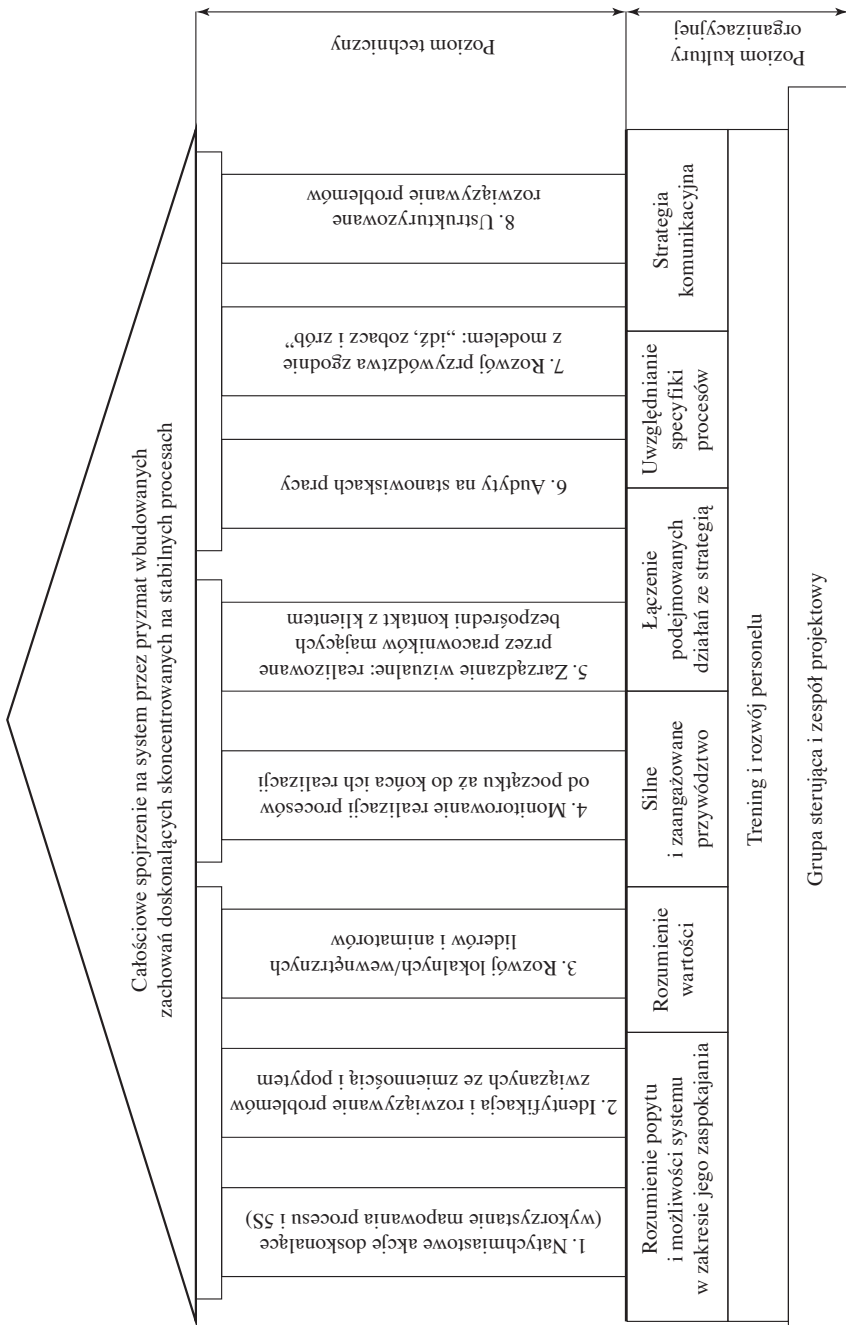 Całościowe spojrzenie na system przez pryzmat wbudowanych
zachowań doskonalących skoncentrowanych na stabilnych procesach
1. Natychmiastowe akcje doskonalące
(wykorzystanie mapowania procesu i 5S)
2. Identyfikacja i rozwiązywanie problemów
związanych ze zmiennością i popytem
3. Rozwój lokalnych/wewnętrznych
liderów i animatorów
4. Monitorowanie realizacji procesów
od początku aż do końca ich realizacji
5. Zarządzanie wizualne: realizowane
przez pracowników mających
bezpośredni kontakt z klientem
6. Audyty na stanowiskach pracy
7. Rozwój przywództwa zgodnie
z modelem: „idź, zobacz i zrób”
8. Ustrukturyzowane
rozwiązywanie problemów
Poziom techniczny
Rozumienie popytu
i możliwości systemu
w zakresie jego zaspokajania
Rozumienie
wartości
Silne
i zaangażowane
przywództwo
Łączenie
podejmowanych
działań ze strategią
Uwzględnianie
specyfiki
procesów
Strategia
komunikacyjna
Poziom kultury
organizacyjnej
Trening i rozwój personelu
Grupa sterująca i zespół projektowy